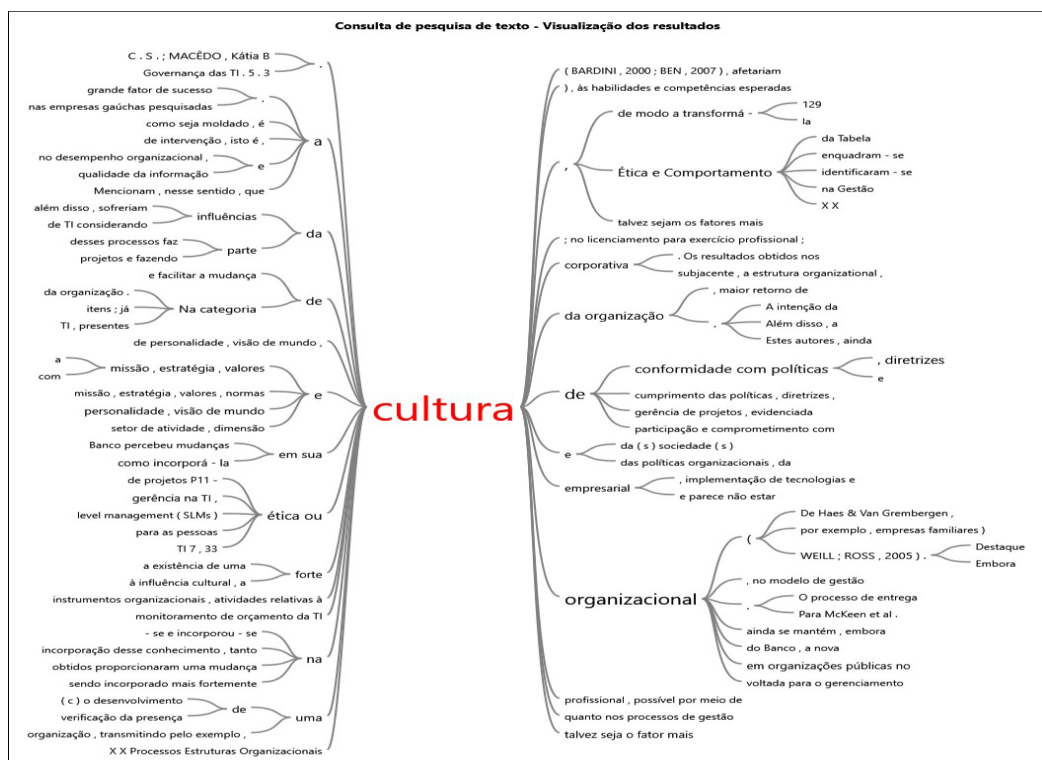 Consulta de pesquisa de texto - Visualização dos resultados
C . S . ; MACÊDO , Kátia B
Governança das TI . 5 . 3
.
grande fator de sucesso
nas empresas gaúchas pesquisadas
.
como seja moldado , é
de intervenção , isto é ,
no desempenho organizacional ,
qualidade da informação
e
Mencionam , nesse sentido , que
a
além disso , sofreriam
de TI considerando
influências
desses processos faz
projetos e fazendo
parte
da
e facilitar a mudança
da organização .
itens ; já
TI , presentes
Na categoria
de
de personalidade , visão de mundo ,
a
com
missão , estratégia , valores
missão , estratégia , valores , normas
personalidade , visão de mundo
setor de atividade , dimensão
e
Banco percebeu mudanças
como incorporá - la
em sua
de projetos P11 -
gerência na TI ,
level management ( SLMs )
para as pessoas
TI 7 , 33
ética ou
a existência de uma
à influência cultural , a
forte
instrumentos organizacionais , atividades relativas à
monitoramento de orçamento da TI
- se e incorporou - se
incorporação desse conhecimento , tanto
obtidos proporcionaram uma mudança
sendo incorporado mais fortemente
na
( c ) o desenvolvimento
verificação da presença
de
organização , transmitindo pelo exemplo ,
uma
X X Processos Estruturas Organizacionais
cultura
( BARDINI , 2000 ; BEN , 2007 ) , afetariam
) , às habilidades e competências esperadas
,
de modo a transformá -
129
la
Ética e Comportamento
da Tabela
enquadram - se
identificaram - se
na Gestão
X X
talvez sejam os fatores mais
; no licenciamento para exercício profissional ;
corporativa
. Os resultados obtidos nos
subjacente , a estrutura organizational ,
da organização
, maior retorno de
.
A intenção da
Além disso , a
Estes autores , ainda
de
conformidade com políticas
, diretrizes
e
cumprimento das políticas , diretrizes ,
gerência de projetos , evidenciada
participação e comprometimento com
e
da ( s ) sociedade ( s )
das políticas organizacionais , da
empresarial
, implementação de tecnologias e
e parece não estar
organizacional
(
De Haes & Van Grembergen ,
por exemplo , empresas familiares )
WEILL ; ROSS , 2005 ) .
Destaque
Embora
, no modelo de gestão
.
O processo de entrega
Para McKeen et al .
ainda se mantém , embora
do Banco , a nova
em organizações públicas no
voltada para o gerenciamento
profissional , possível por meio de
quanto nos processos de gestão
talvez seja o fator mais